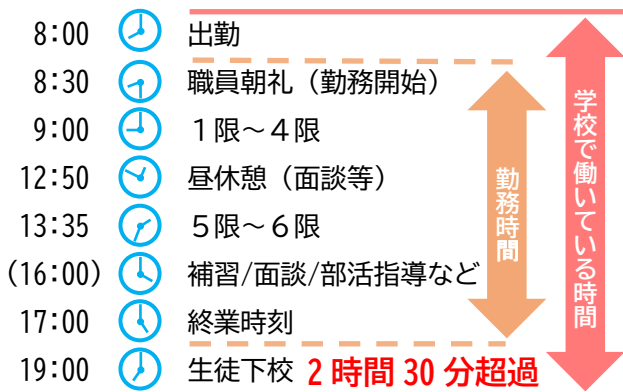 8:00 出勤
8:30 職員朝礼（勤務開始）
9:00 １限～４限
12:50 昼休憩（面談等）
13:35 ５限～６限
(16:00) 補習/面談/部活指導など
17:00 終業時刻
19:00 生徒下校 2時間30分超過
勤務時間
学校で働いている時間